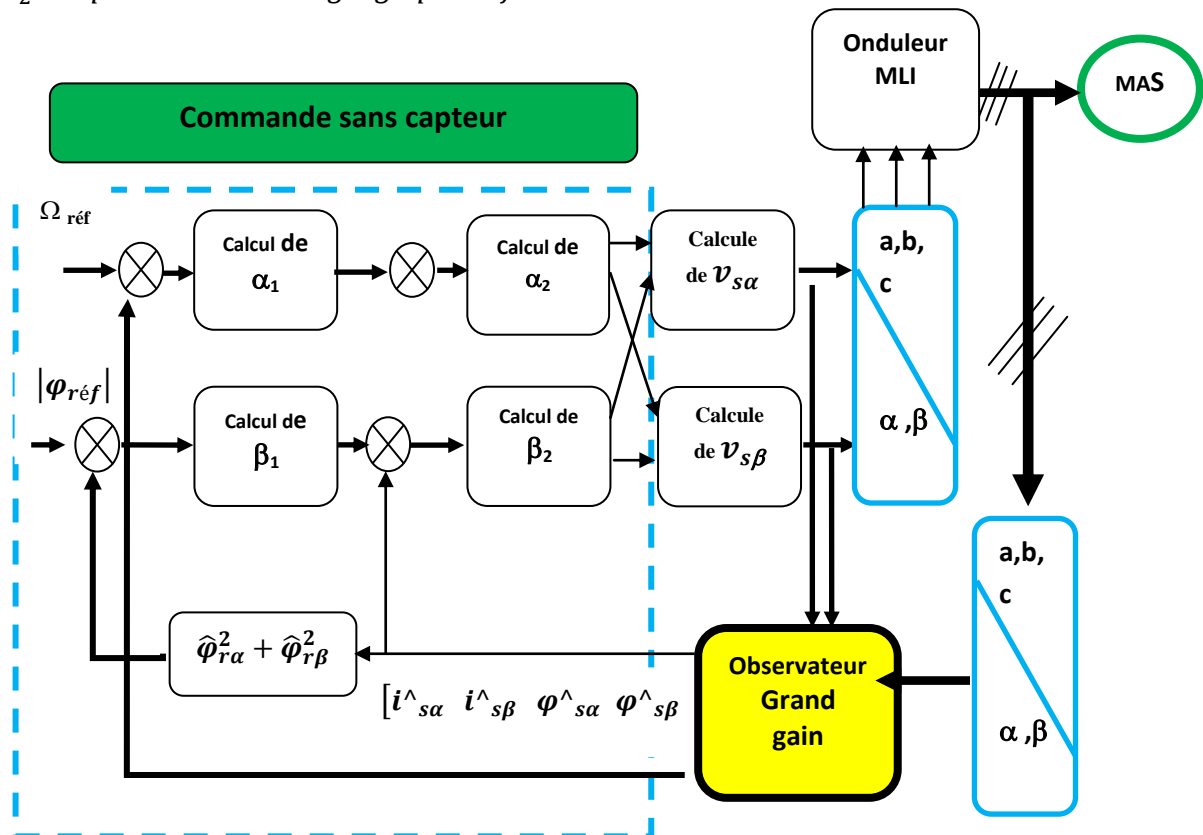 Onduleur
MLI
MAS
Commande sans capteur
Ω réf
Calcul de
α1
Calcul de
α2
Calcule
de 𝒗sα
a,b,
c
α ,β
|φréf|
Calcul de
β1
Calcul de
β2
Calcule
de 𝒗sβ
φ̂²rα + φ̂²rβ
[i^sα i^sβ φ^sα φ^sβ
Observateur
Grand
gain
a,b,
c
α ,β